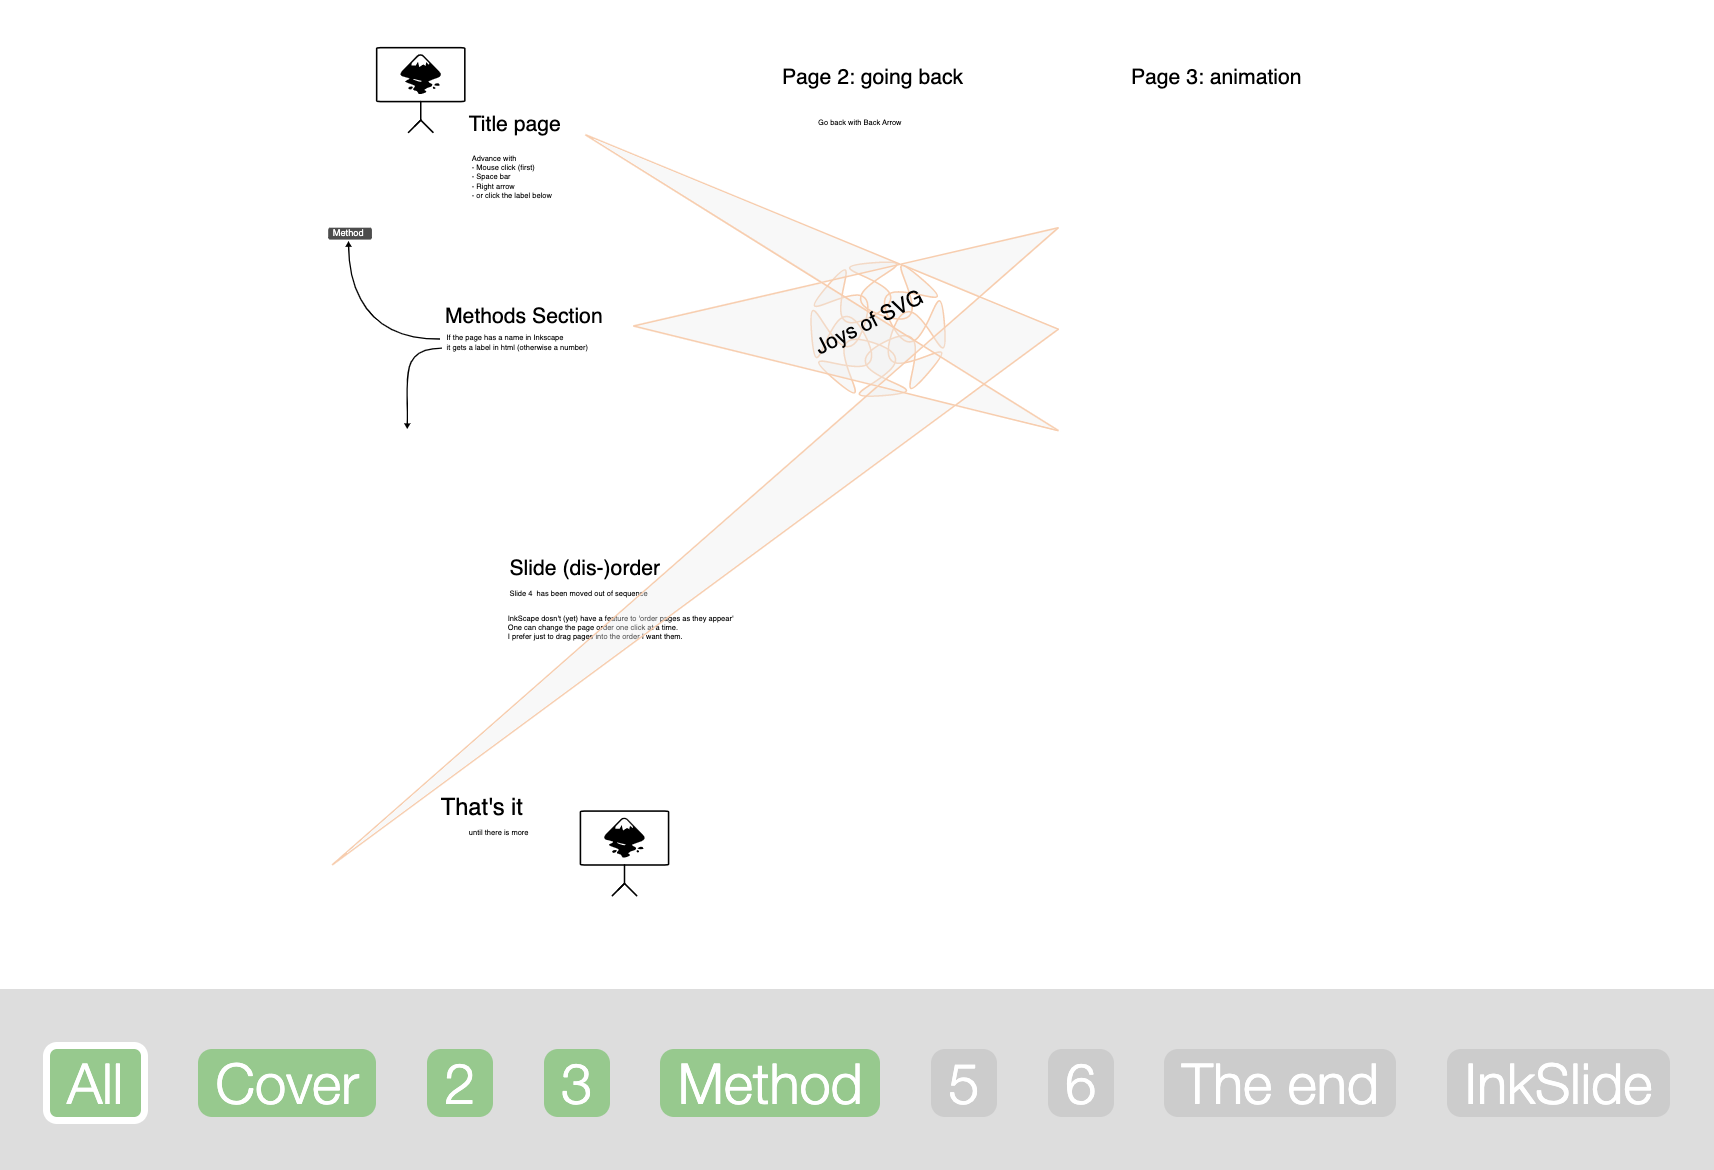 Page 2: going back
Page 3: animation
Title page
Go back with Back Arrow
Advance with
- Mouse click (first)
- Space bar
- Right arrow
- or click the label below
Method
Methods Section
If the page has a name in Inkscape
it gets a label in html (otherwise a number)
Joys of SVG
Slide (dis-)order
Slide 4 has been moved out of sequence
InkScape dosn't (yet) have a feature to 'order pages as they appear'
One can change the page order one click at a time.
I prefer just to drag pages into the order I want them.
That's it
until there is more
All
Cover
2
3
Method
5
6
The end
InkSlide